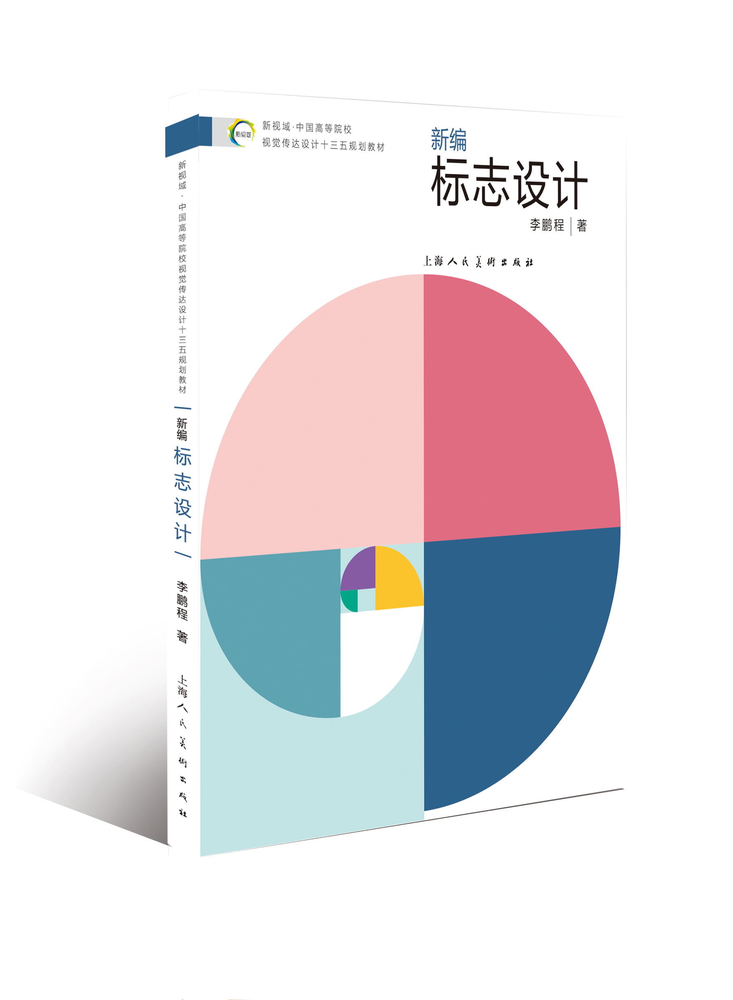 新视域
新视域·中国高等院校
视觉传达设计十三五规划教材
新编
标志设计
李鹏程 著
上海人民美術出版社
新视域·中国高等院校视觉传达设计十三五规划教材
新编 标志设计
李鹏程 著
上海人民美術出版社